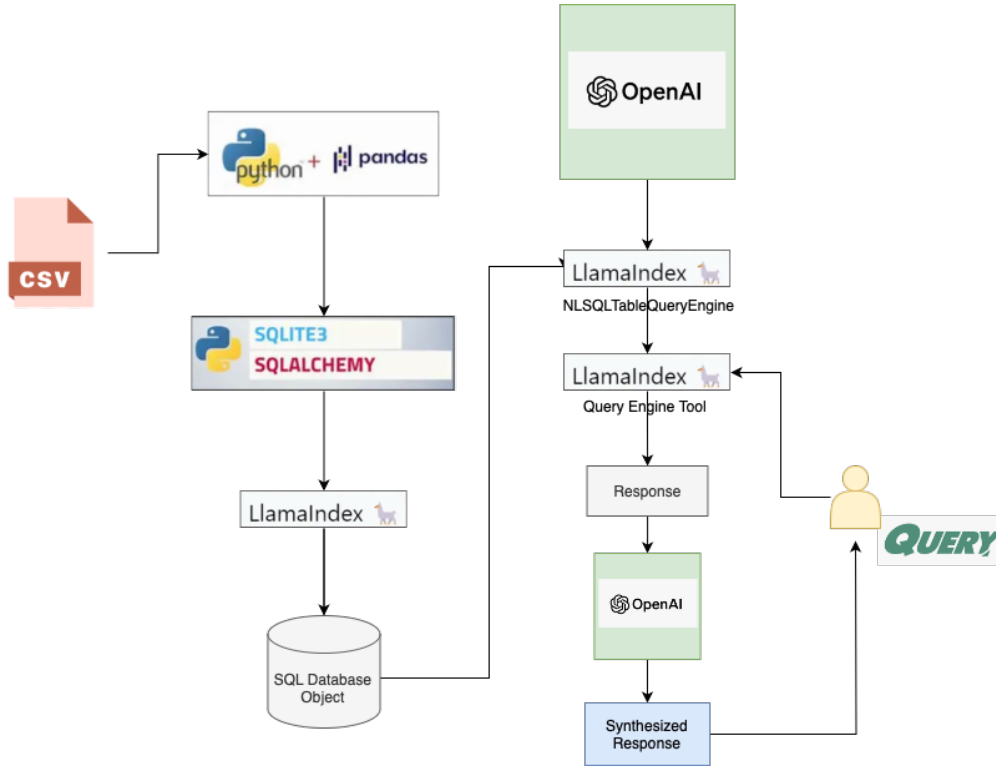 OpenAI
python + pandas
CSV
LlamaIndex
NLSQLTableQueryEngine
SQLITE3
SQLALCHEMY
LlamaIndex
Query Engine Tool
Response
LlamaIndex
QUERY
OpenAI
SQL Database
Object
Synthesized
Response